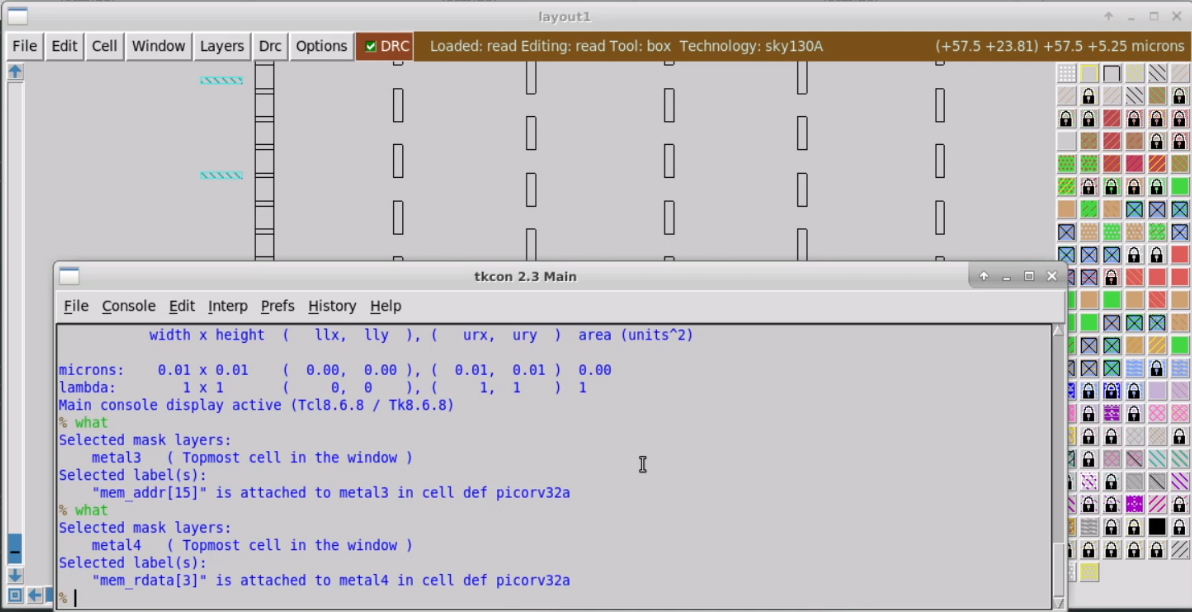 layout1
File Edit Cell Window Layers Drc Options DRC Loaded: read Editing: read Tool: box Technology: sky130A (+57.5 +23.81) +57.5 +5.25 microns
tkcon 2.3 Main
File Console Edit Interp Prefs History Help
width x height ( llx, lly ), ( urx, ury ) area (units^2)
microns: 0.01 x 0.01 ( 0.00, 0.00 ), ( 0.01, 0.01 ) 0.00
lambda: 1 x 1 ( 0, 0 ), ( 1, 1 ) 1
Main console display active (Tcl8.6.8 / Tk8.6.8)
% what
Selected mask layers:
metal3 ( Topmost cell in the window )
Selected label(s):
"mem_addr[15]" is attached to metal3 in cell def picorv32a
% what
Selected mask layers:
metal4 ( Topmost cell in the window )
Selected label(s):
"mem_rdata[3]" is attached to metal4 in cell def picorv32a
%